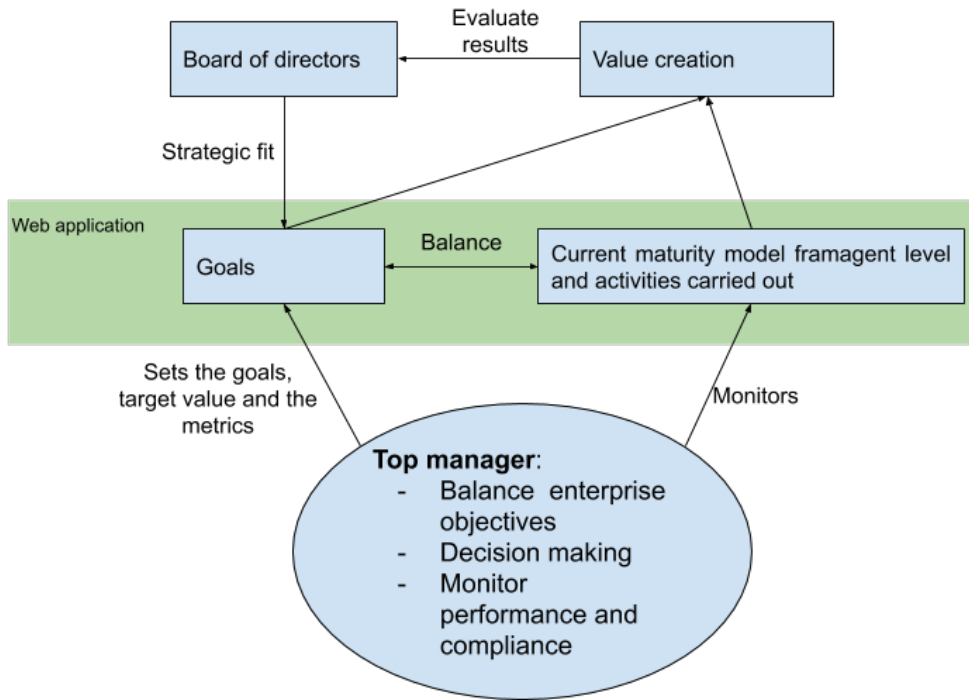 Evaluate
results
Board of directors
Value creation
Strategic fit
Web application
Goals
Balance
Current maturity model framagent level
and activities carried out
Sets the goals,
target value and the
metrics
Monitors
Top manager:
- Balance enterprise
objectives
- Decision making
- Monitor
performance and
compliance